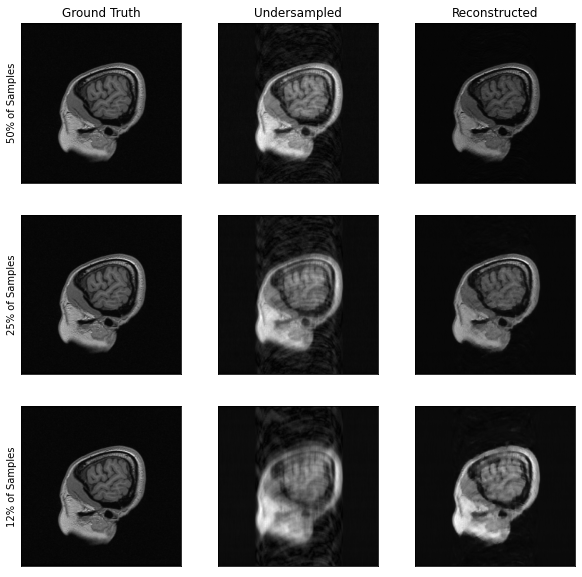 Ground Truth
Undersampled
Reconstructed
50% of Samples
25% of Samples
12% of Samples